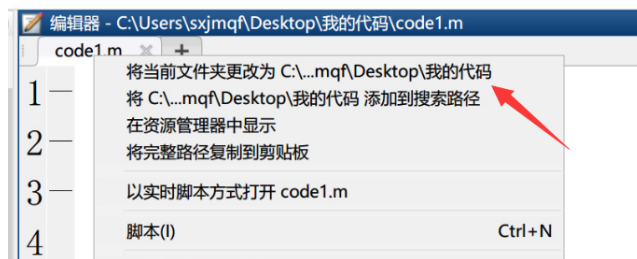 编辑器 - C:\Users\sxjmqf\Desktop\我的代码\code1.m
code1.m × +
将当前文件夹更改为 C:\...mqf\Desktop\我的代码
1 —
将 C:\...mqf\Desktop\我的代码 添加到搜索路径
在资源管理器中显示
2 —
将完整路径复制到剪贴板
3 —
以实时脚本方式打开 code1.m
脚本(I) Ctrl+N
4